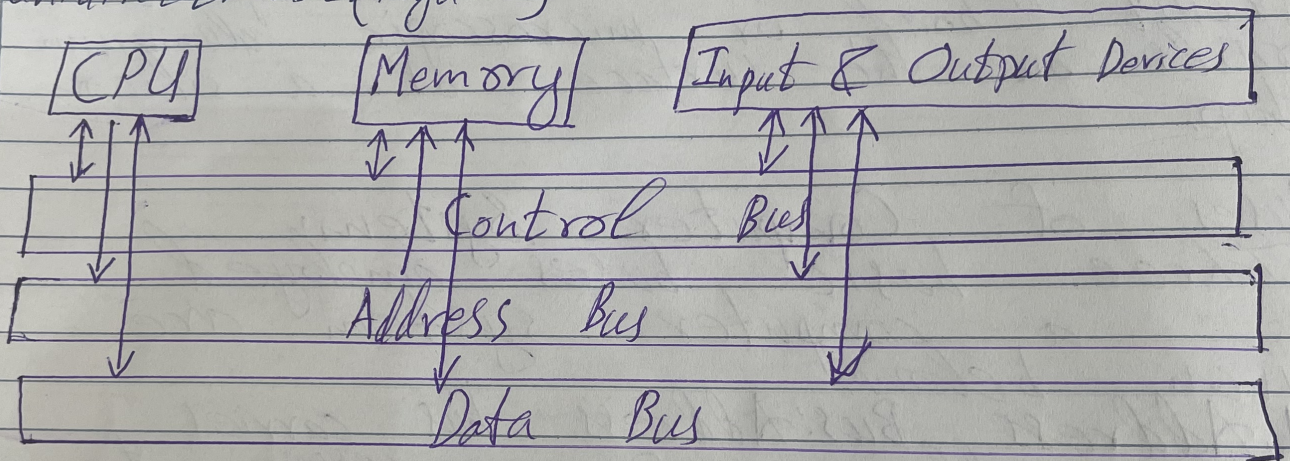 CPU Memory Input & Output Devices
Control Bus
Address Bus
Data Bus